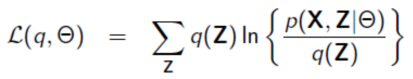 ℒ(q, Θ) = ∑_Z q(Z) ln { p(X, Z|Θ) / q(Z) }